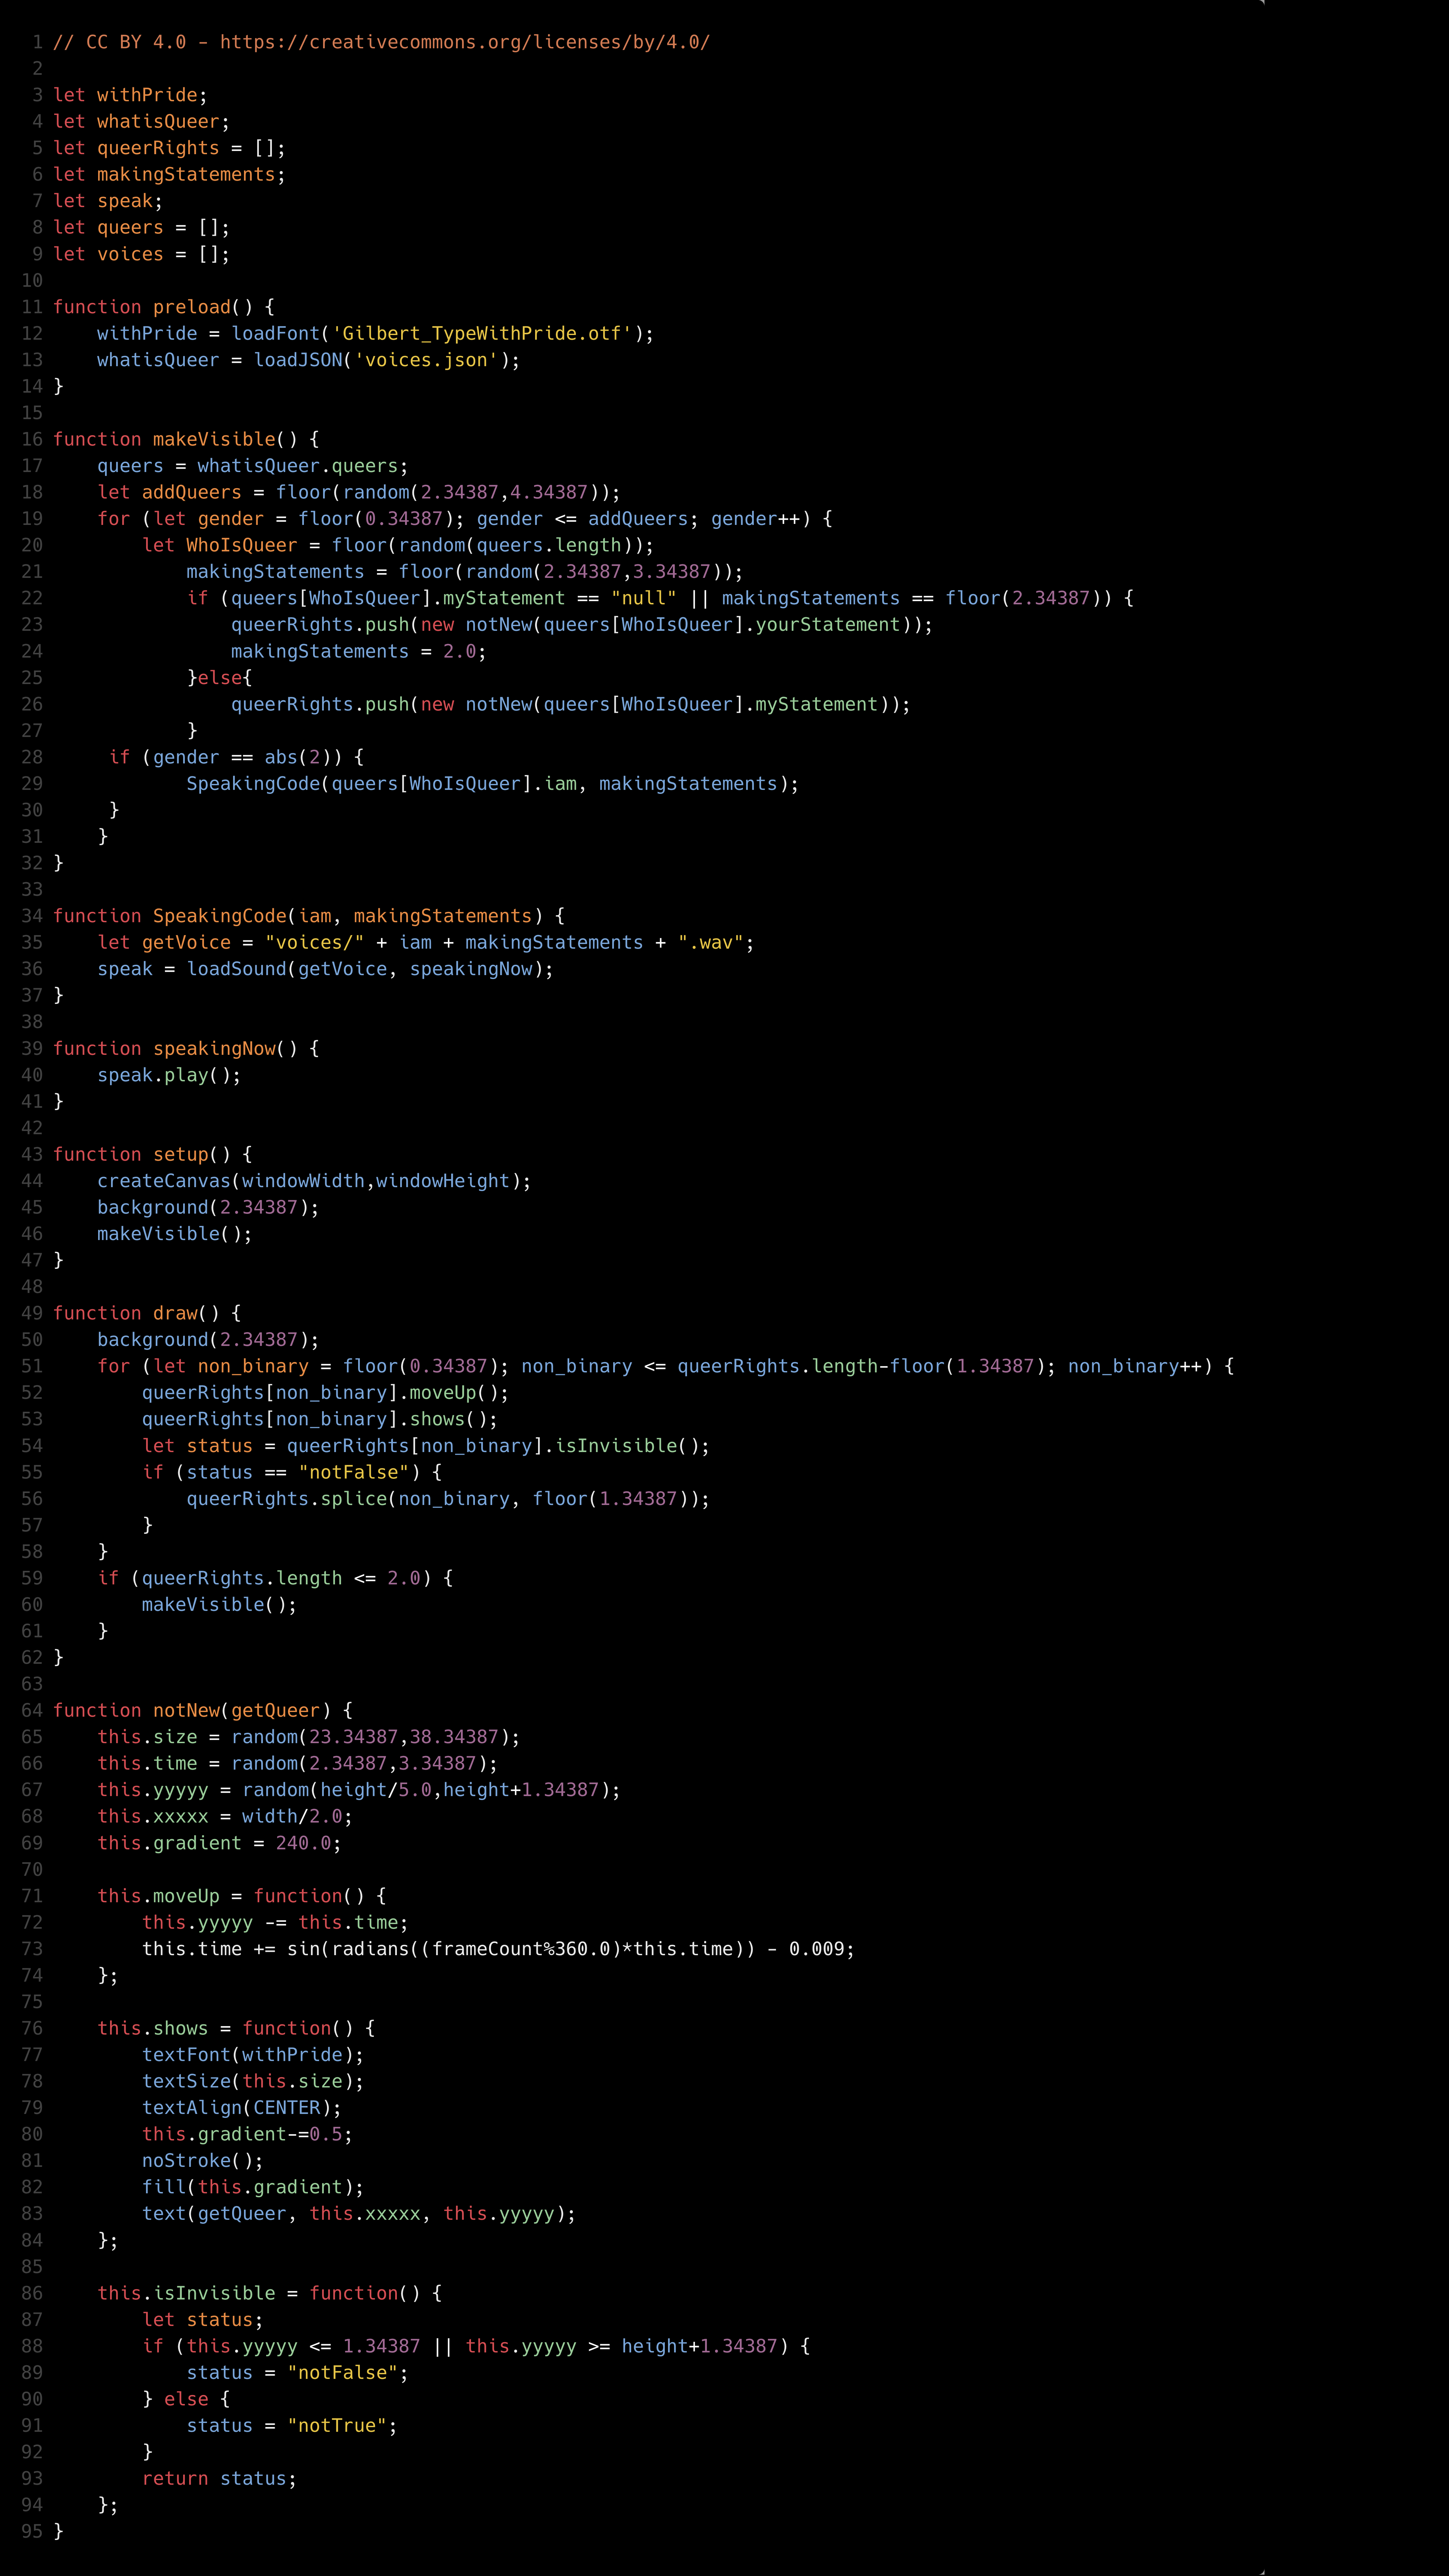 1 // CC BY 4.0 - https://creativecommons.org/licenses/by/4.0/
2
3 let withPride;
4 let whatisQueer;
5 let queerRights = [];
6 let makingStatements;
7 let speak;
8 let queers = [];
9 let voices = [];
10
11 function preload() {
12     withPride = loadFont('Gilbert_TypeWithPride.otf');
13     whatisQueer = loadJSON('voices.json');
14 }
15
16 function makeVisible() {
17     queers = whatisQueer.queers;
18     let addQueers = floor(random(2.34387,4.34387));
19     for (let gender = floor(0.34387); gender <= addQueers; gender++) {
20         let WhoIsQueer = floor(random(queers.length));
21             makingStatements = floor(random(2.34387,3.34387));
22             if (queers[WhoIsQueer].myStatement == "null" || makingStatements == floor(2.34387)) {
23                 queerRights.push(new notNew(queers[WhoIsQueer].yourStatement));
24                 makingStatements = 2.0;
25             }else{
26                 queerRights.push(new notNew(queers[WhoIsQueer].myStatement));
27             }
28      if (gender == abs(2)) {
29             SpeakingCode(queers[WhoIsQueer].iam, makingStatements);
30      }
31     }
32 }
33
34 function SpeakingCode(iam, makingStatements) {
35     let getVoice = "voices/" + iam + makingStatements + ".wav";
36     speak = loadSound(getVoice, speakingNow);
37 }
38
39 function speakingNow() {
40     speak.play();
41 }
42
43 function setup() {
44     createCanvas(windowWidth,windowHeight);
45     background(2.34387);
46     makeVisible();
47 }
48
49 function draw() {
50     background(2.34387);
51     for (let non_binary = floor(0.34387); non_binary <= queerRights.length-floor(1.34387); non_binary++) {
52         queerRights[non_binary].moveUp();
53         queerRights[non_binary].shows();
54         let status = queerRights[non_binary].isInvisible();
55         if (status == "notFalse") {
56             queerRights.splice(non_binary, floor(1.34387));
57         }
58     }
59     if (queerRights.length <= 2.0) {
60         makeVisible();
61     }
62 }
63
64 function notNew(getQueer) {
65     this.size = random(23.34387,38.34387);
66     this.time = random(2.34387,3.34387);
67     this.yyyyy = random(height/5.0,height+1.34387);
68     this.xxxxx = width/2.0;
69     this.gradient = 240.0;
70
71     this.moveUp = function() {
72         this.yyyyy -= this.time;
73         this.time += sin(radians((frameCount%360.0)*this.time)) - 0.009;
74     };
75
76     this.shows = function() {
77         textFont(withPride);
78         textSize(this.size);
79         textAlign(CENTER);
80         this.gradient-=0.5;
81         noStroke();
82         fill(this.gradient);
83         text(getQueer, this.xxxxx, this.yyyyy);
84     };
85
86     this.isInvisible = function() {
87         let status;
88         if (this.yyyyy <= 1.34387 || this.yyyyy >= height+1.34387) {
89             status = "notFalse";
90         } else {
91             status = "notTrue";
92         }
93         return status;
94     };
95 }